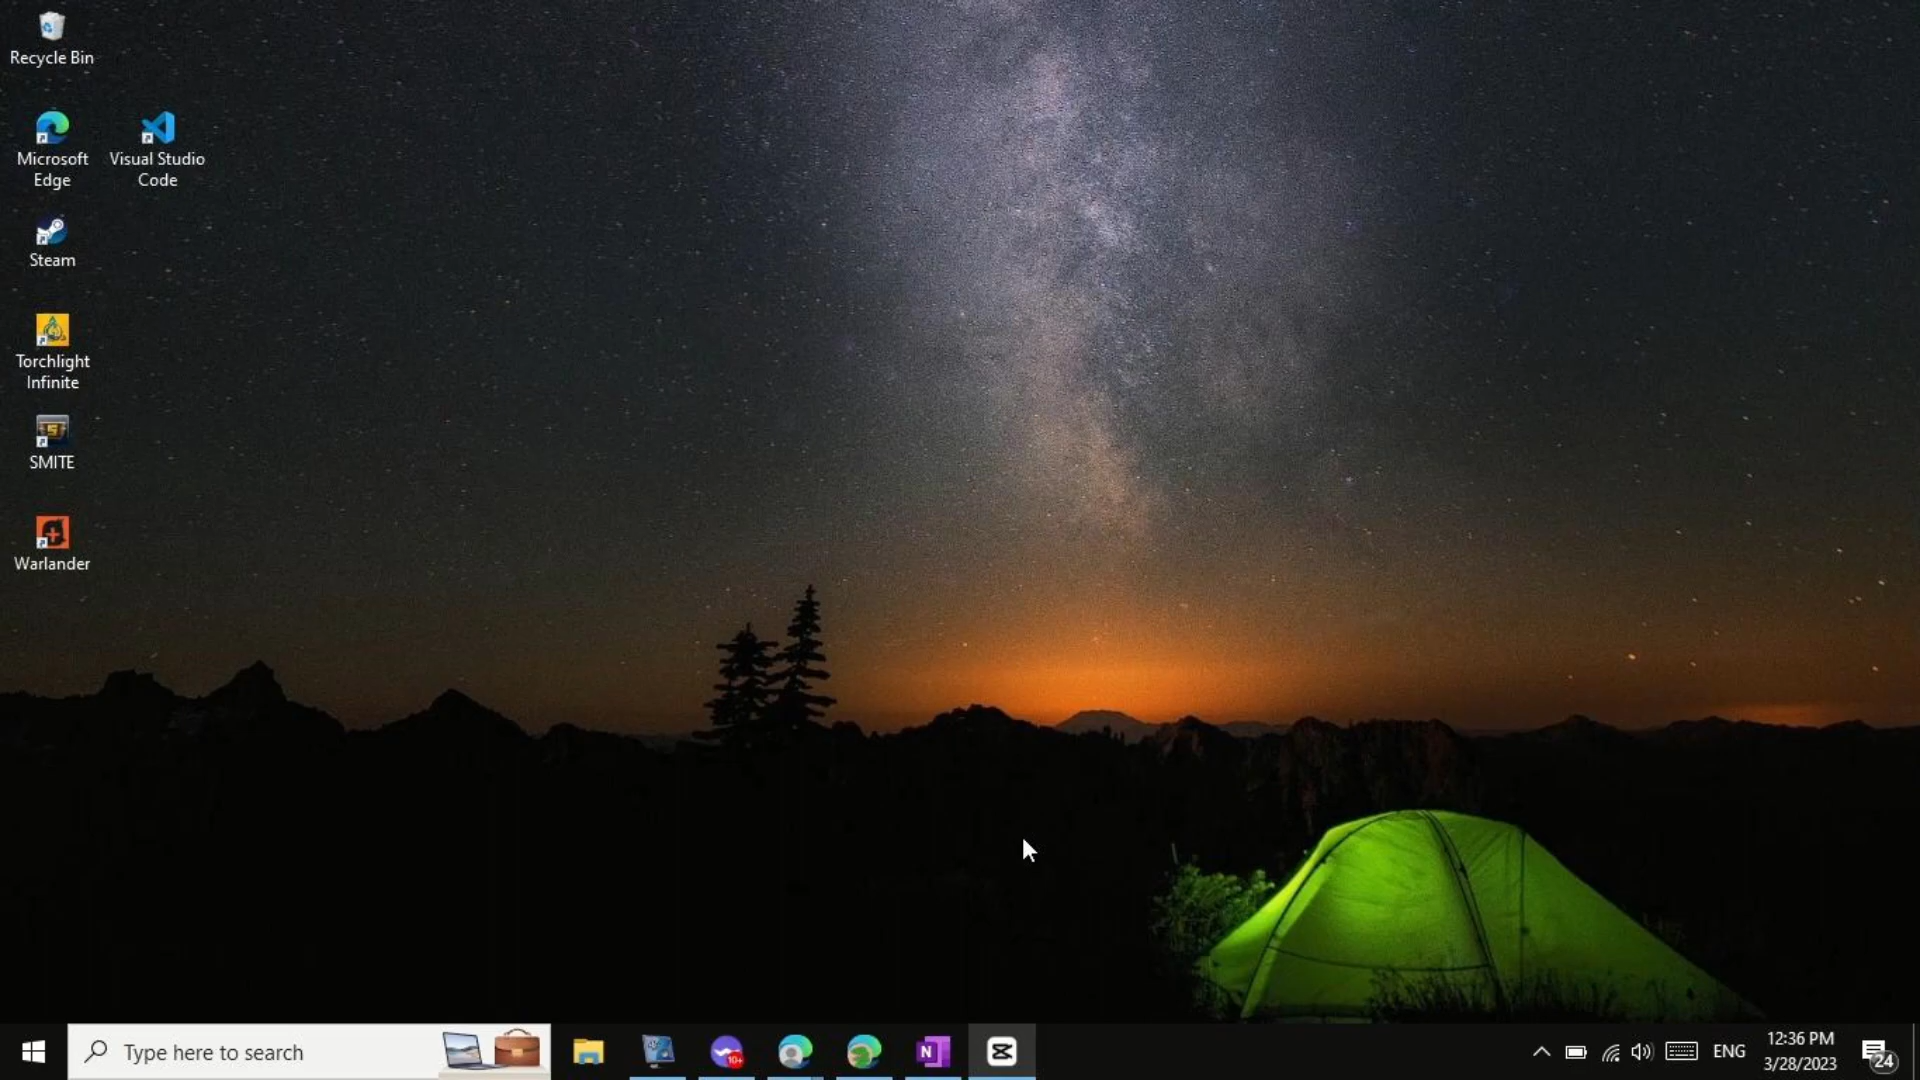 Recycle Bin
Microsoft
Edge
Visual Studio
Code
Steam
Torchlight
Infinite
SMITE
Warlander
Type here to search
10+
N
ENG
12:36 PM
3/28/2023
24